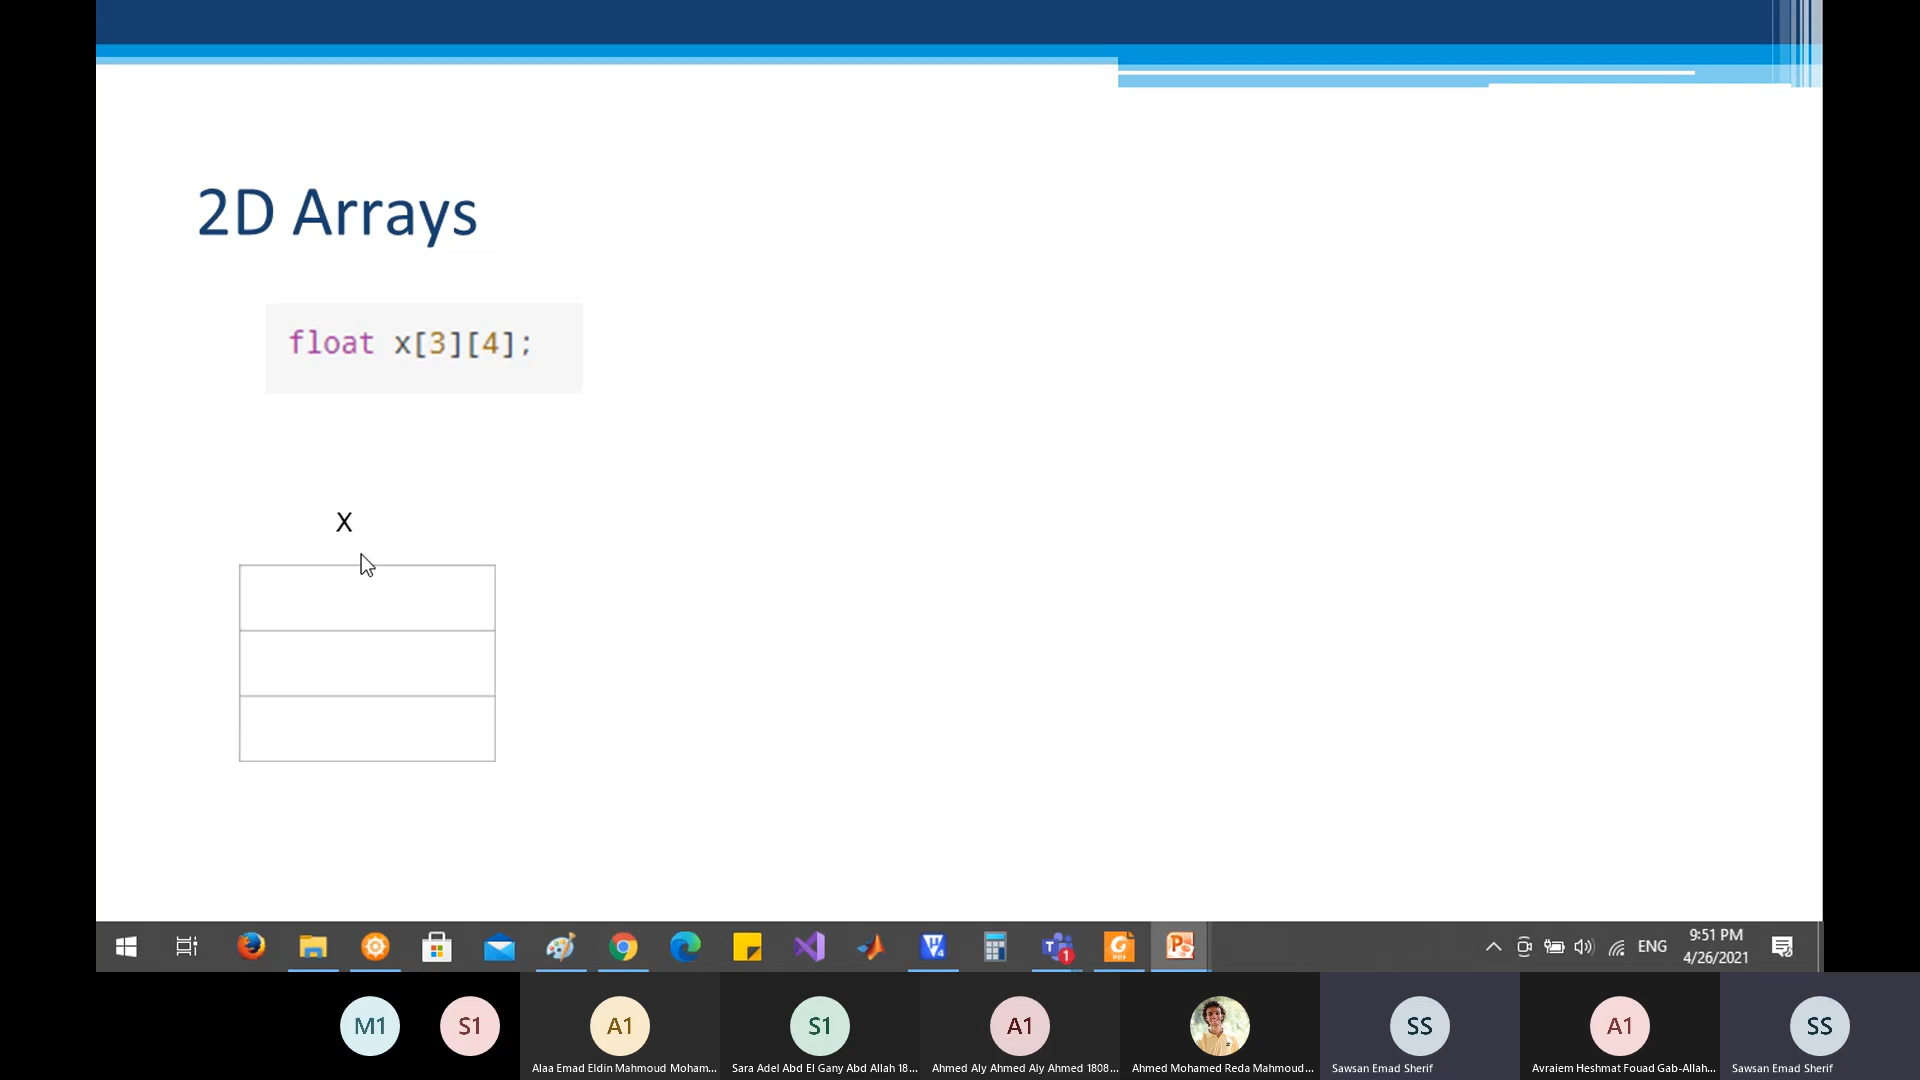 2D Arrays
float x[3][4];
X
ENG
9:51 PM
4/26/2021
1
M1
S1
A1
S1
A1
SS
A1
SS
Alaa Emad Eldin Mahmoud Moham...
Sara Adel Abd El Gany Abd Allah 18...
Ahmed Aly Ahmed Aly Ahmed 1808...
Ahmed Mohamed Reda Mahmoud...
Sawsan Emad Sherif
Avraiem Heshmat Fouad Gab-Allah...
Sawsan Emad Sherif